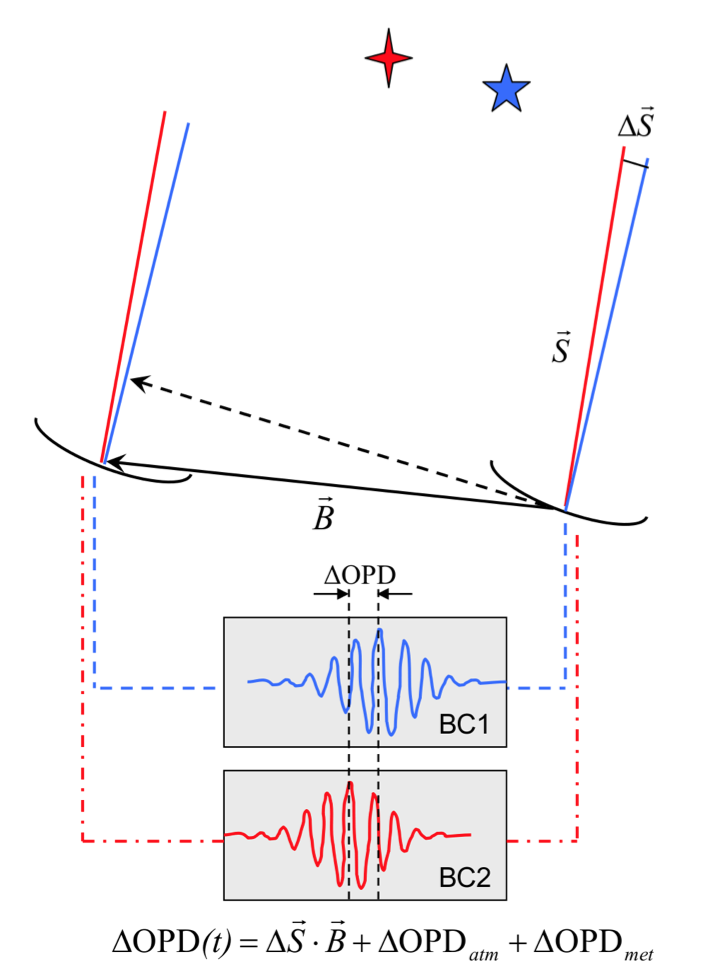 ΔS⃗
S⃗
B⃗
ΔOPD
BC1
BC2
ΔOPD(t) = ΔS⃗ · B⃗ + ΔOPD_atm + ΔOPD_met